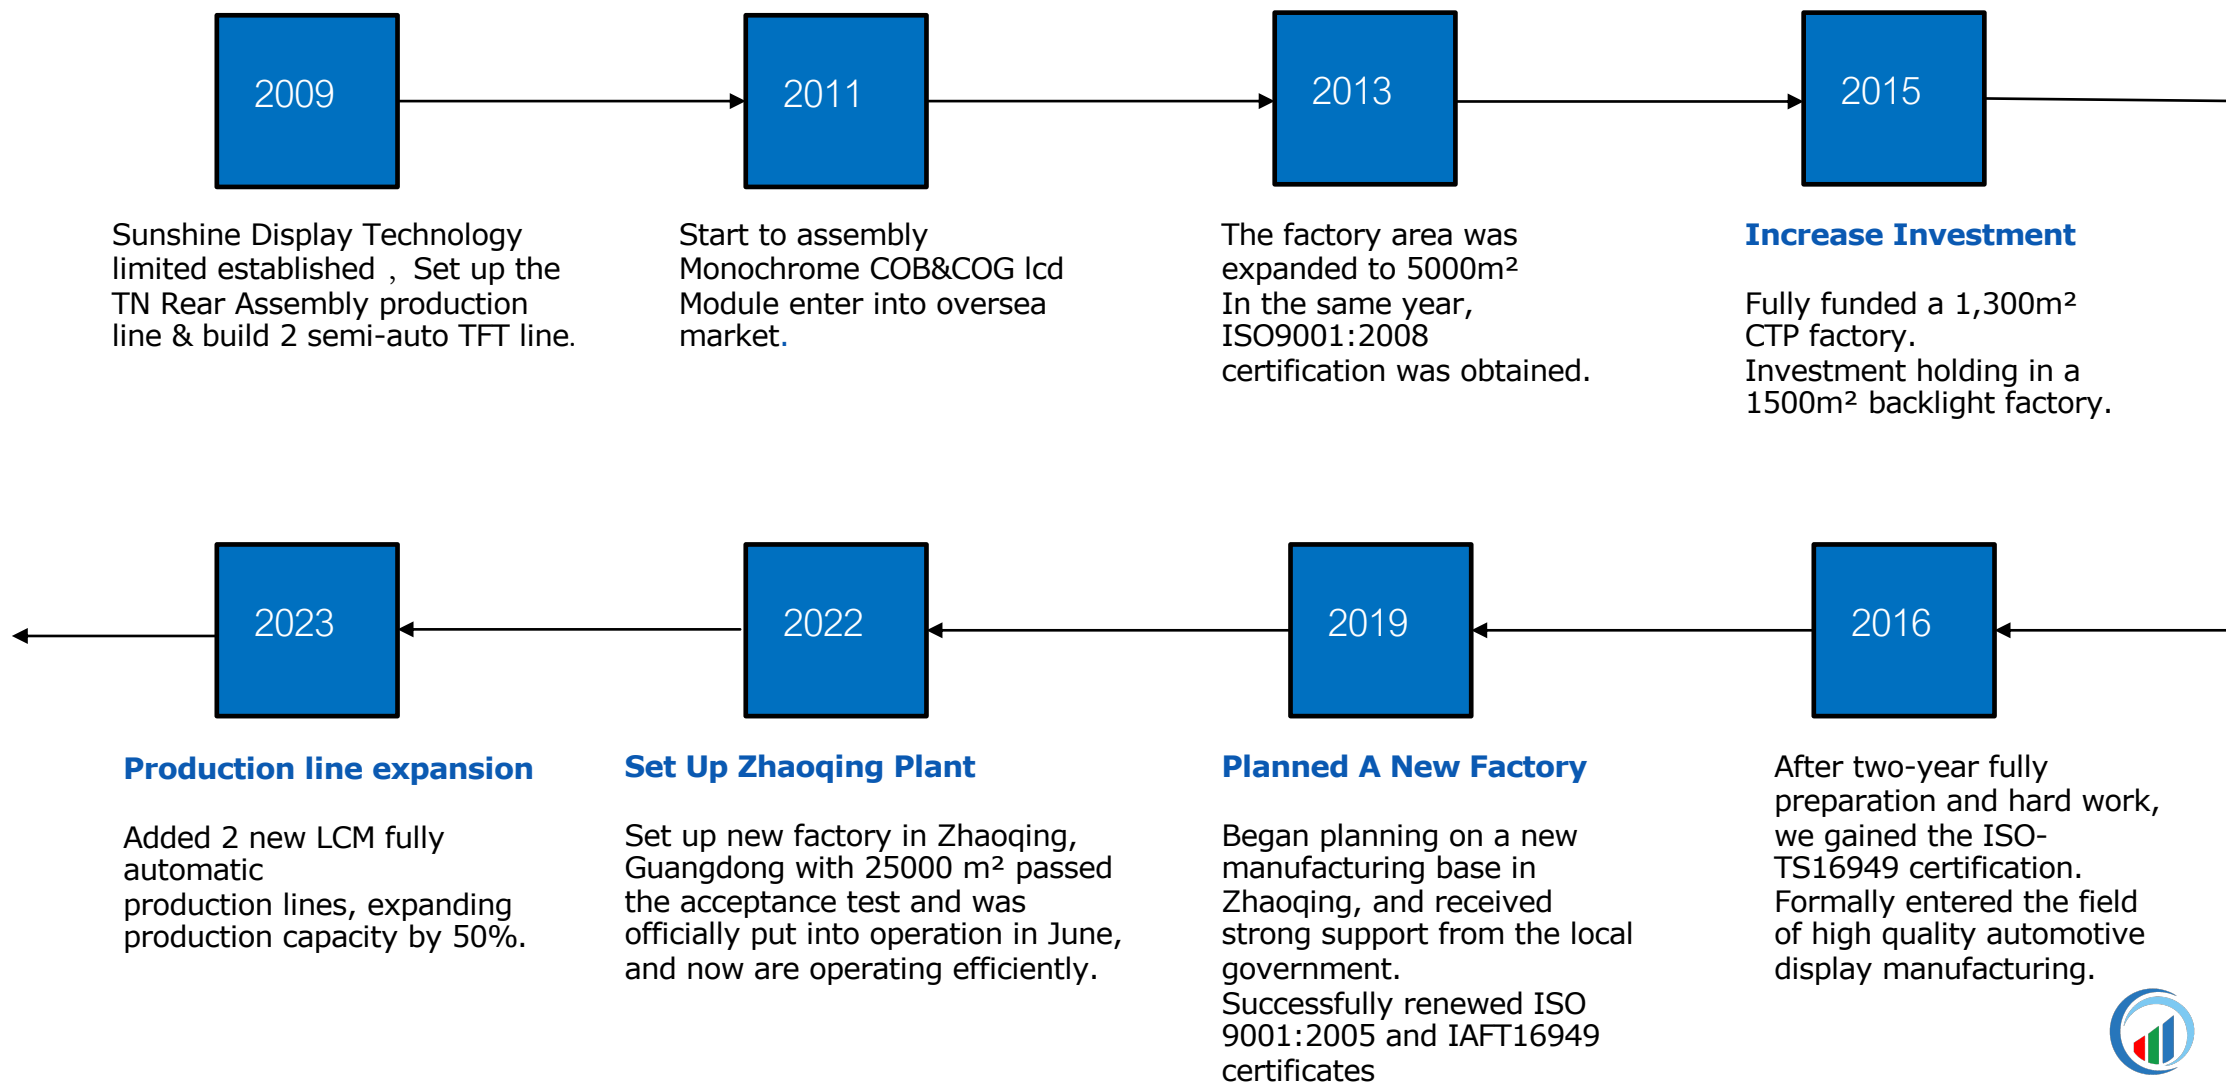 2009
Sunshine Display Technology
limited established ，Set up the
TN Rear Assembly production
line & build 2 semi-auto TFT line.
2011
Start to assembly
Monochrome COB&COG lcd
Module enter into oversea
market.
2013
The factory area was
expanded to 5000m²
In the same year,
ISO9001:2008
certification was obtained.
2015
Increase Investment
Fully funded a 1,300m²
CTP factory.
Investment holding in a
1500m² backlight factory.
2016
After two-year fully
preparation and hard work,
we gained the ISO-
TS16949 certification.
Formally entered the field
of high quality automotive
display manufacturing.
2019
Planned A New Factory
Began planning on a new
manufacturing base in
Zhaoqing, and received
strong support from the local
government.
Successfully renewed ISO
9001:2005 and IAFT16949
certificates
2022
Set Up Zhaoqing Plant
Set up new factory in Zhaoqing,
Guangdong with 25000 m² passed
the acceptance test and was
officially put into operation in June,
and now are operating efficiently.
2023
Production line expansion
Added 2 new LCM fully
automatic
production lines, expanding
production capacity by 50%.